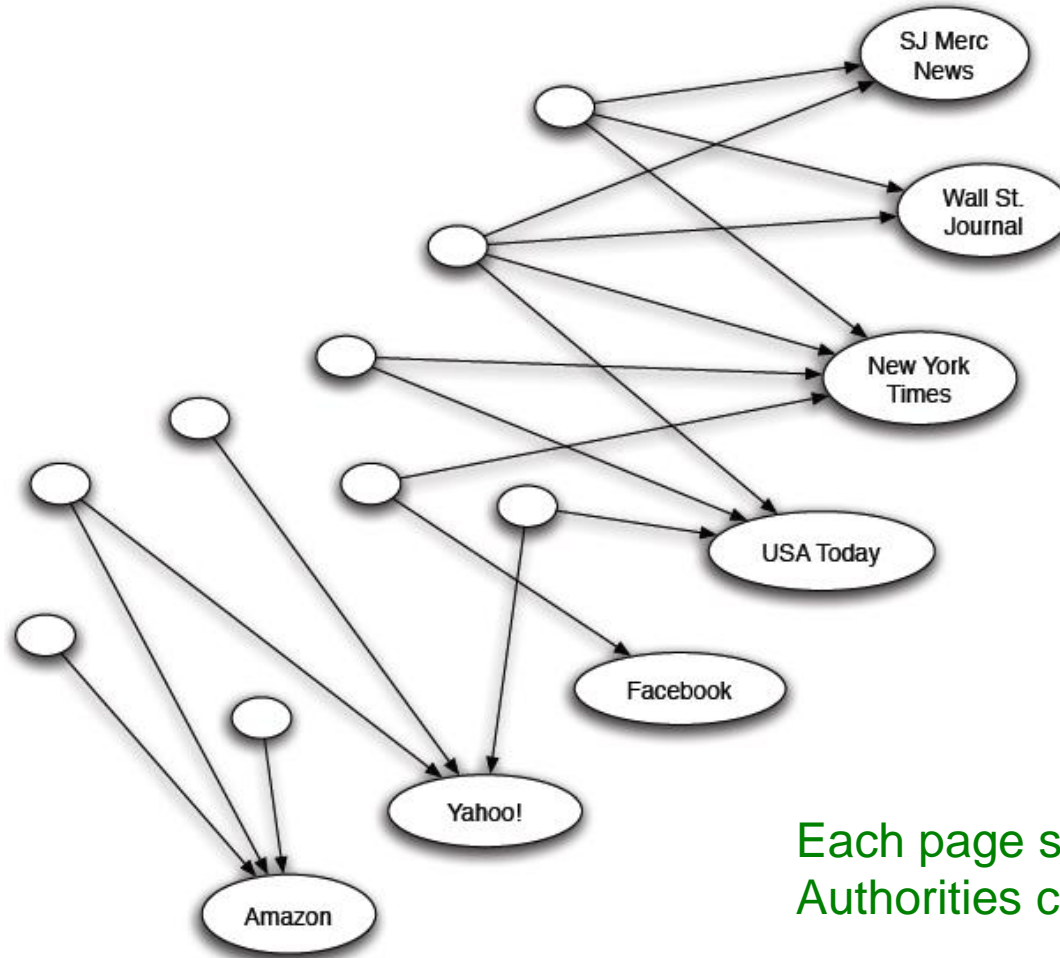 SJ Merc
News
Wall St.
Journal
New York
Times
USA Today
Facebook
Yahoo!
Amazon
Each page s
Authorities c